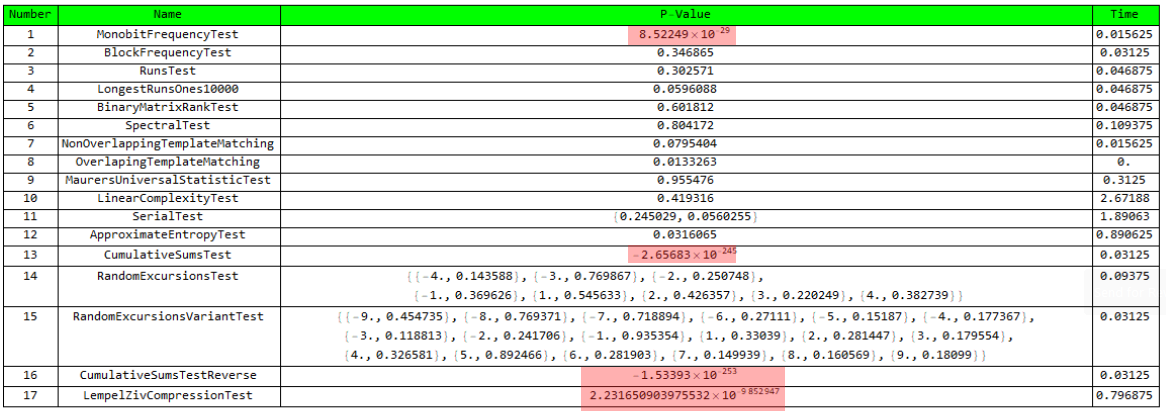 Number Name P-Value Time
1 MonobitFrequencyTest 8.52249×10⁻²⁹ 0.015625
2 BlockFrequencyTest 0.346865 0.03125
3 RunsTest 0.302571 0.046875
4 LongestRunsOnes10000 0.0596088 0.046875
5 BinaryMatrixRankTest 0.601812 0.046875
6 SpectralTest 0.804172 0.109375
7 NonOverlappingTemplateMatching 0.0795404 0.015625
8 OverlapingTemplateMatching 0.0133263 0.
9 MaurersUniversalStatisticTest 0.955476 0.3125
10 LinearComplexityTest 0.419316 2.67188
11 SerialTest {0.245029, 0.0560255} 1.89063
12 ApproximateEntropyTest 0.0316065 0.890625
13 CumulativeSumsTest -2.65683×10⁻²⁴⁵ 0.03125
14 RandomExcursionsTest {{-4., 0.143588}, {-3., 0.769867}, {-2., 0.250748}, 0.09375
{-1., 0.369626}, {1., 0.545633}, {2., 0.426357}, {3., 0.220249}, {4., 0.382739}}
15 RandomExcursionsVariantTest {{-9., 0.454735}, {-8., 0.769371}, {-7., 0.718894}, {-6., 0.27111}, {-5., 0.15187}, {-4., 0.177367}, 0.03125
{-3., 0.118813}, {-2., 0.241706}, {-1., 0.935354}, {1., 0.33039}, {2., 0.281447}, {3., 0.179554},
{4., 0.326581}, {5., 0.892466}, {6., 0.281903}, {7., 0.149939}, {8., 0.160569}, {9., 0.18099}}
16 CumulativeSumsTestReverse -1.53393×10⁻²⁵³ 0.03125
17 LempelZivCompressionTest 2.231650903975532×10⁻⁹⁸⁵²⁹⁴⁷ 0.796875